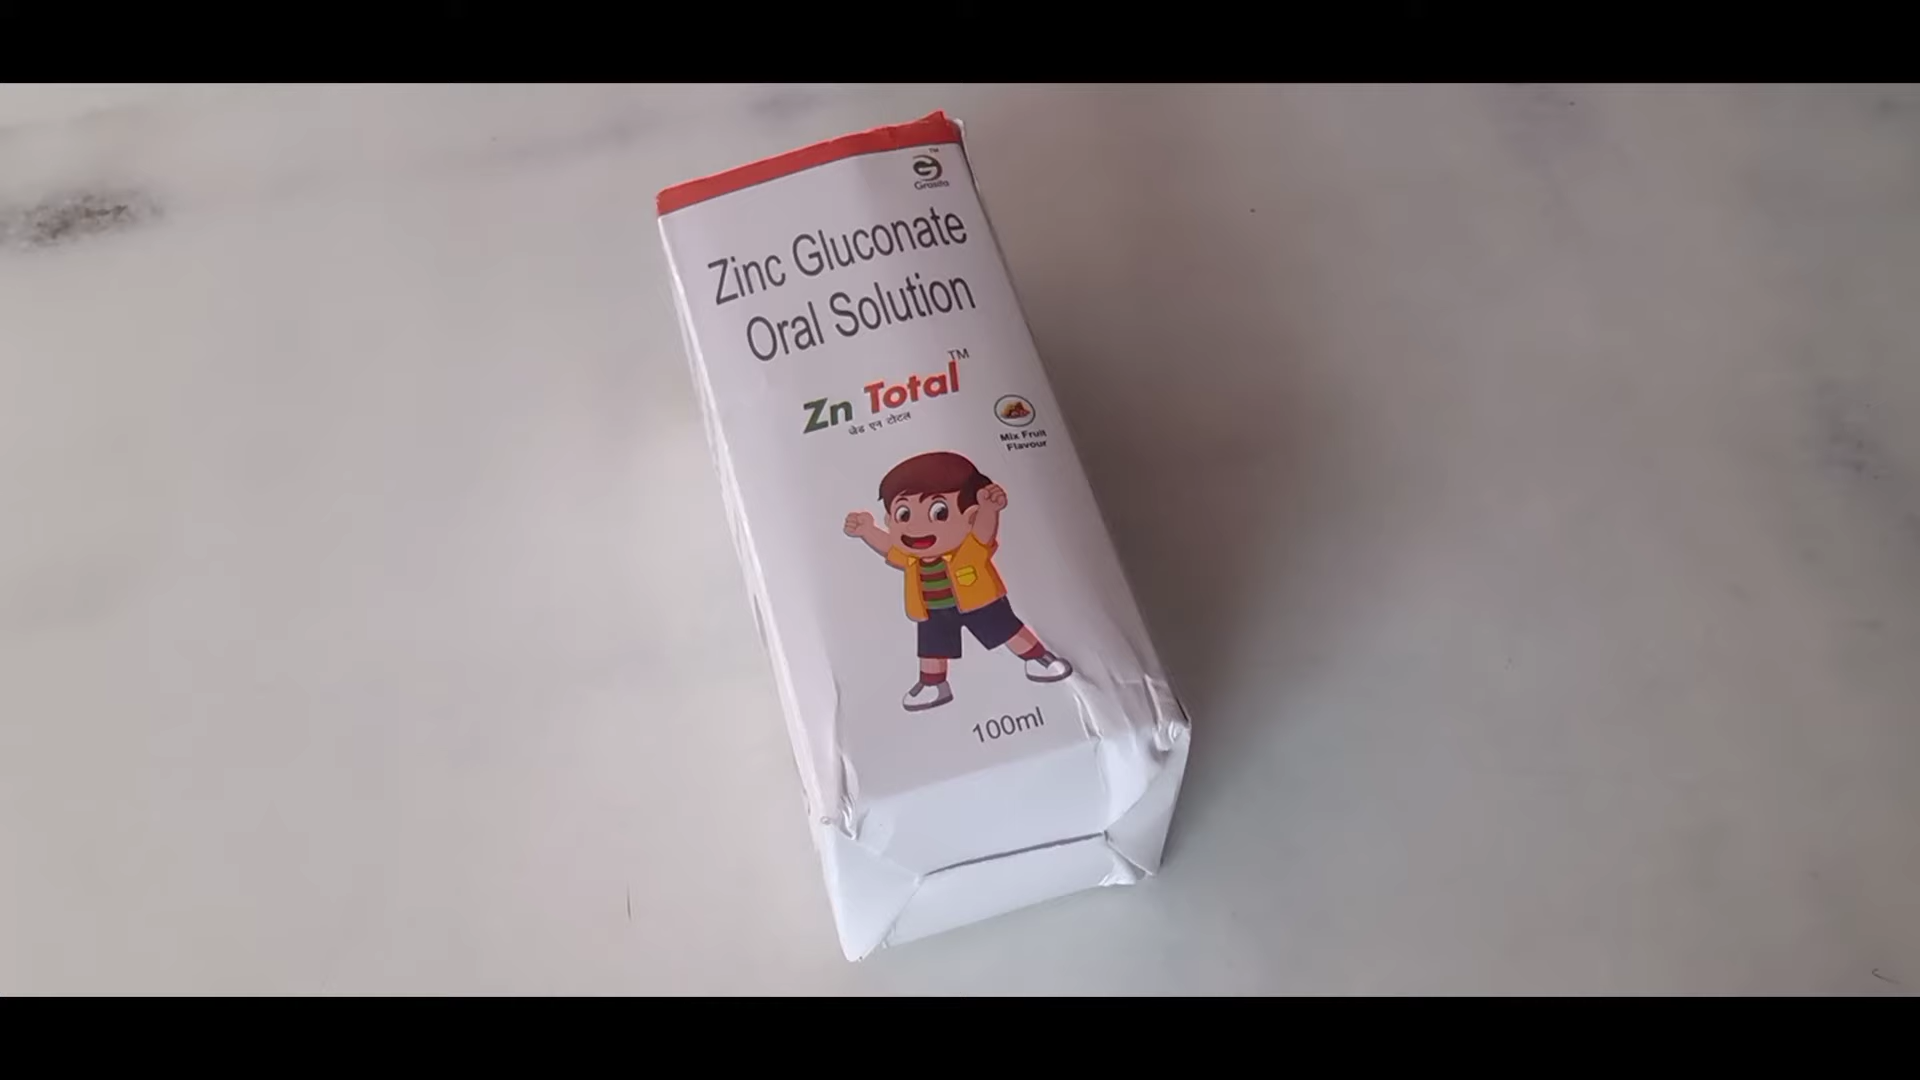 Zinc Gluconate
Oral Solution
Zn Total™
जेड एन टोटल
Mix Fruit
Flavour
100ml